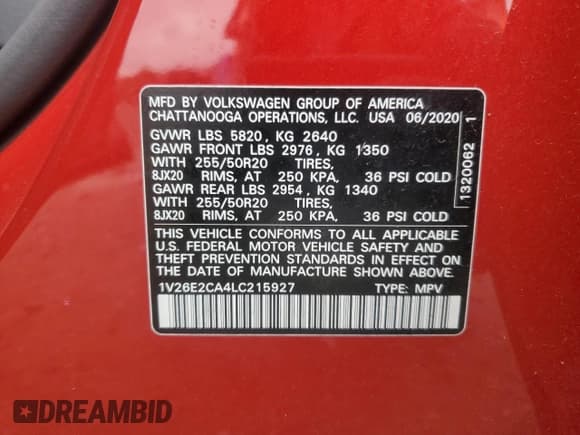 MFD BY VOLKSWAGEN GROUP OF AMERICA
CHATTANOOGA OPERATIONS, LLC. USA 06/2020
GVWR LBS 5820, KG 2640
GAWR FRONT LBS 2976, KG 1350
WITH 255/50R20 TIRES,
8JX20 RIMS, AT 250 KPA, 36 PSI COLD
GAWR REAR LBS 2954, KG 1340
WITH 255/50R20 TIRES,
8JX20 RIMS, AT 250 KPA, 36 PSI COLD
THIS VEHICLE CONFORMS TO ALL APPLICABLE
U.S. FEDERAL MOTOR VEHICLE SAFETY AND
THEFT PREVENTION STANDARDS IN EFFECT ON
THE DATE OF MANUFACTURE SHOWN ABOVE.
1V26E2CA4LC215927 TYPE: MPV
1320062 1
DREAMBID